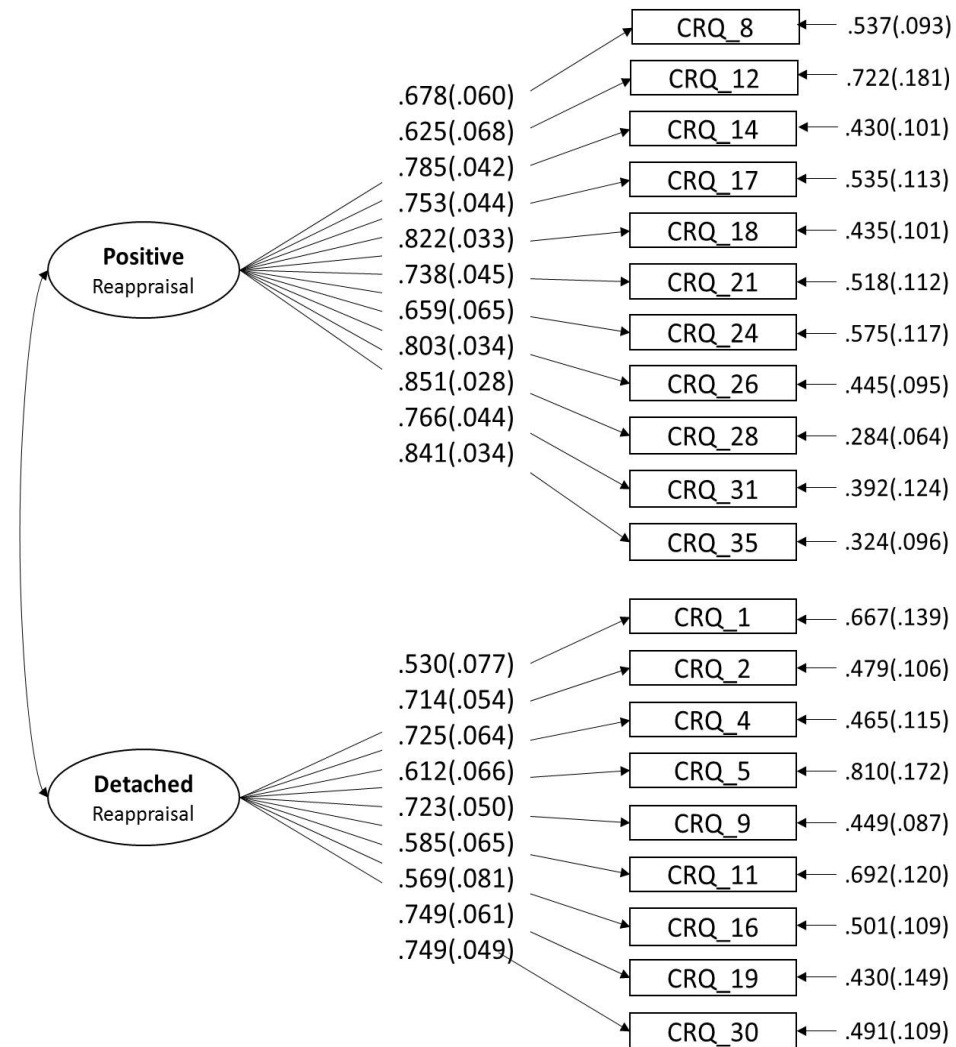 CRQ_8
.537(.093)
CRQ_12
.722(.181)
CRQ_14
.430(.101)
CRQ_17
.535(.113)
CRQ_18
.435(.101)
CRQ_21
.518(.112)
CRQ_24
.575(.117)
CRQ_26
.445(.095)
CRQ_28
.284(.064)
CRQ_31
.392(.124)
CRQ_35
.324(.096)
.678(.060)
.625(.068)
.785(.042)
.753(.044)
.822(.033)
.738(.045)
.659(.065)
.803(.034)
.851(.028)
.766(.044)
.841(.034)
Positive
Reappraisal
CRQ_1
.667(.139)
CRQ_2
.479(.106)
CRQ_4
.465(.115)
CRQ_5
.810(.172)
CRQ_9
.449(.087)
CRQ_11
.692(.120)
CRQ_16
.501(.109)
CRQ_19
.430(.149)
CRQ_30
.491(.109)
.530(.077)
.714(.054)
.725(.064)
.612(.066)
.723(.050)
.585(.065)
.569(.081)
.749(.061)
.749(.049)
Detached
Reappraisal